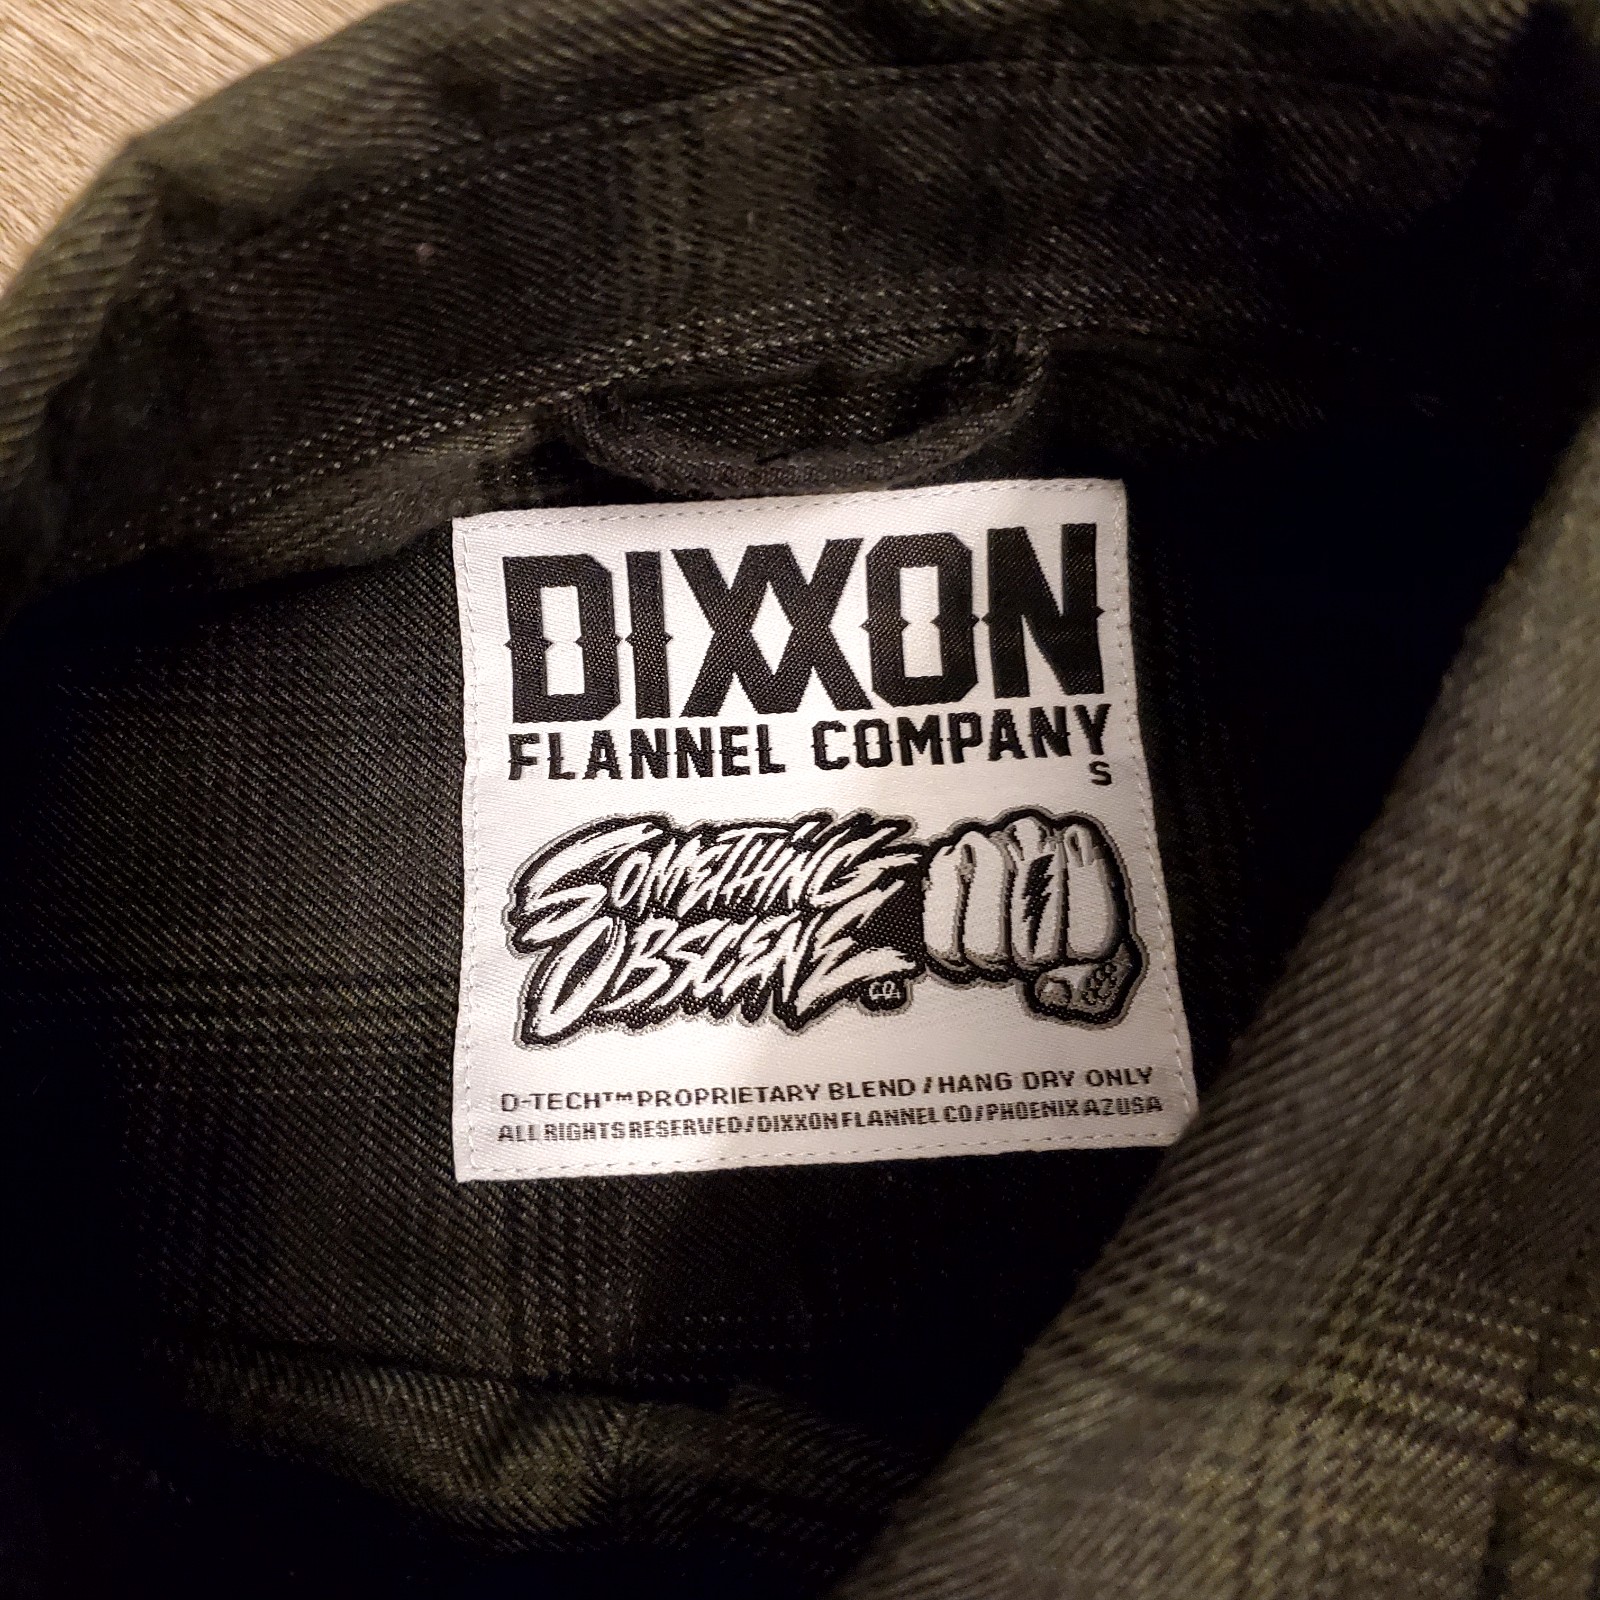 DIXXON
FLANNEL COMPANY
S
SOMETHING
OBSCENE
CO.
D-TECH™ PROPRIETARY BLEND / HANG DRY ONLY
ALL RIGHTS RESERVED / DIXXON FLANNEL CO / PHOENIX AZ USA